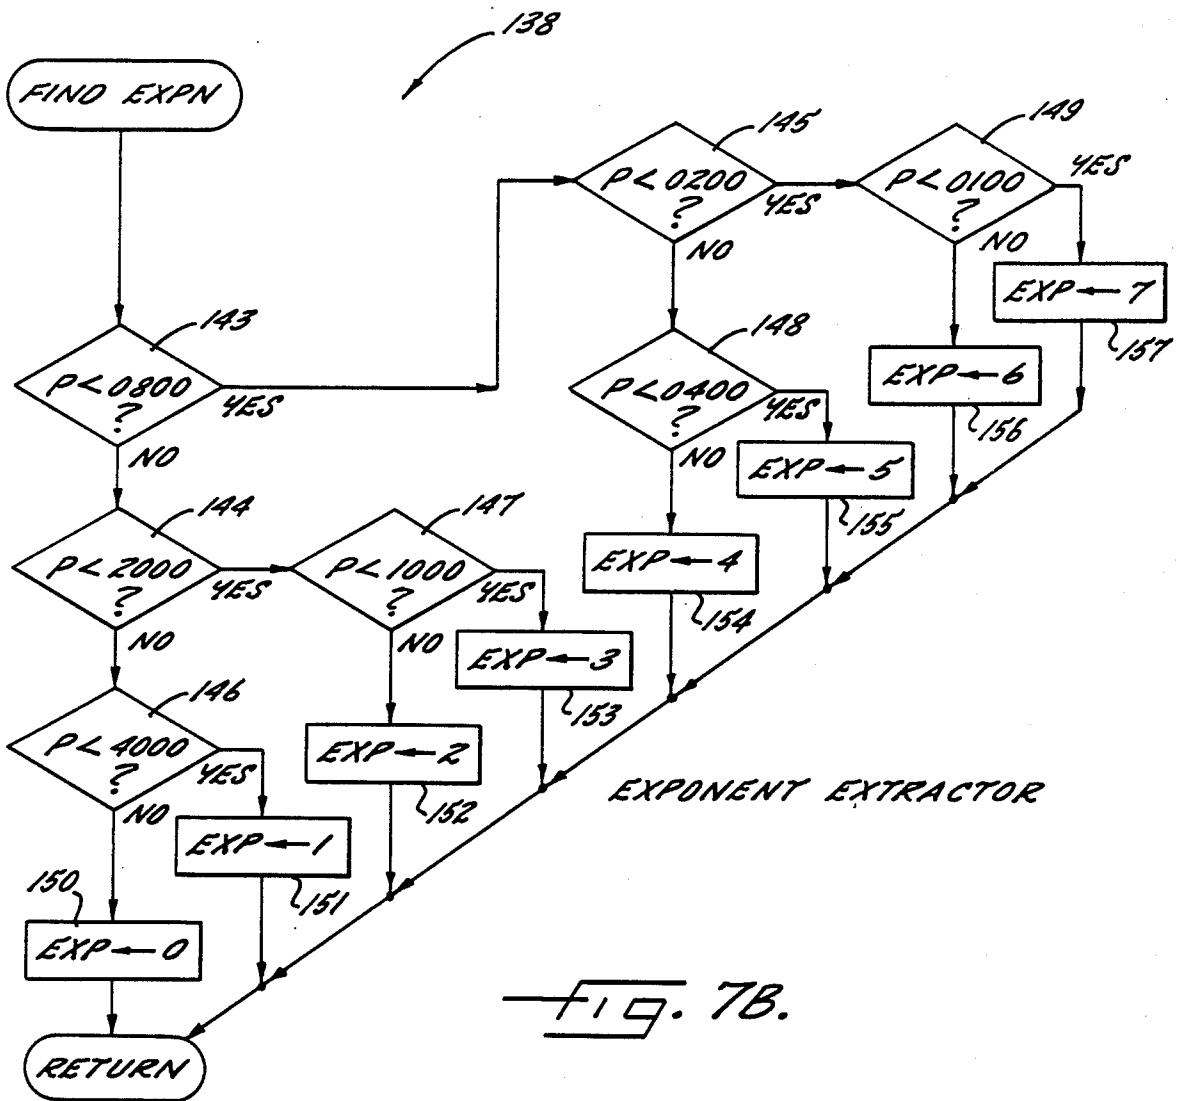 138
FIND EXPN
145
149
P<0200
?
YES
NO
P<0100
?
YES
NO
EXP←7
157
143
P<0800
?
YES
NO
148
P<0400
?
YES
NO
EXP←6
156
EXP←5
155
144
P<2000
?
YES
NO
147
P<1000
?
YES
NO
EXP←4
154
EXP←3
153
146
P<4000
?
YES
NO
EXP←2
152
EXPONENT EXTRACTOR
EXP←1
151
150
EXP←0
Fig. 7B.
RETURN